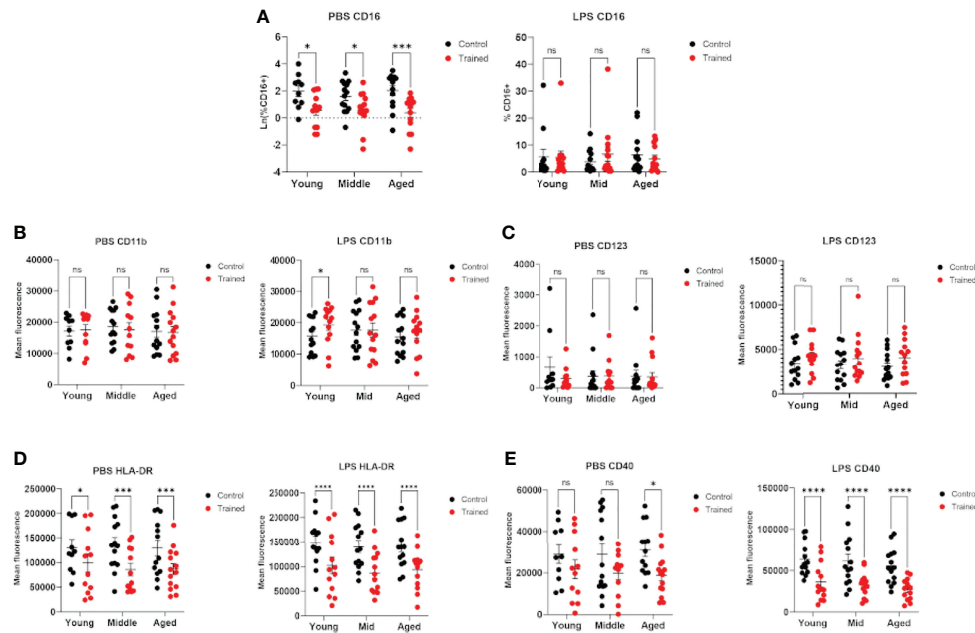 A
PBS CD16
Control
Trained
Ln(%CD16+)
6
4
2
0
-2
-4
* * ***
Young Middle Aged
LPS CD16
Control
Trained
% CD16+
60
50
40
30
20
10
0
ns ns ns
Young Mid Aged
B
PBS CD11b
Control
Trained
Mean fluorescence
40000
30000
20000
10000
0
ns ns ns
Young Middle Aged
LPS CD11b
Control
Trained
Mean fluorescence
40000
30000
20000
10000
0
* ns ns
Young Mid Aged
C
PBS CD123
Control
Trained
Mean fluorescence
4000
3000
2000
1000
0
ns ns ns
Young Middle Aged
LPS CD123
Control
Trained
Mean fluorescence
15000
10000
5000
0
ns ns ns
Young Mid Aged
D
PBS HLA-DR
Control
Trained
Mean fluorescence
250000
200000
150000
100000
50000
0
* *** ***
Young Middle Aged
LPS HLA-DR
Control
Trained
Mean fluorescence
250000
200000
150000
100000
50000
0
**** **** ****
Young Mid Aged
E
PBS CD40
Control
Trained
Mean fluorescence
60000
40000
20000
0
ns ns *
Young Middle Aged
LPS CD40
Control
Trained
Mean fluorescence
150000
100000
50000
0
**** **** ****
Young Mid Aged